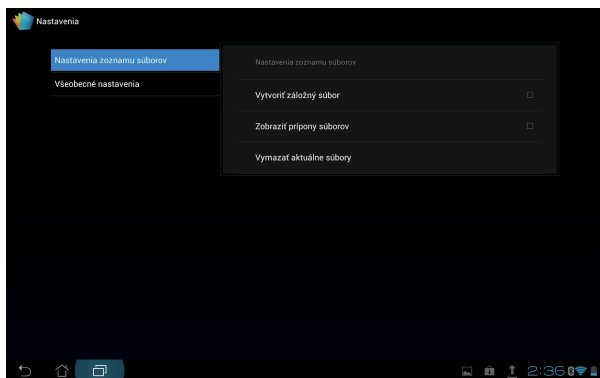 Nastavenia
Nastavenia zoznamu súborov
Všeobecné nastavenia
Nastavenia zoznamu súborov
Vytvoriť záložný súbor
Zobraziť prípony súborov
Vymazať aktuálne súbory
2:36